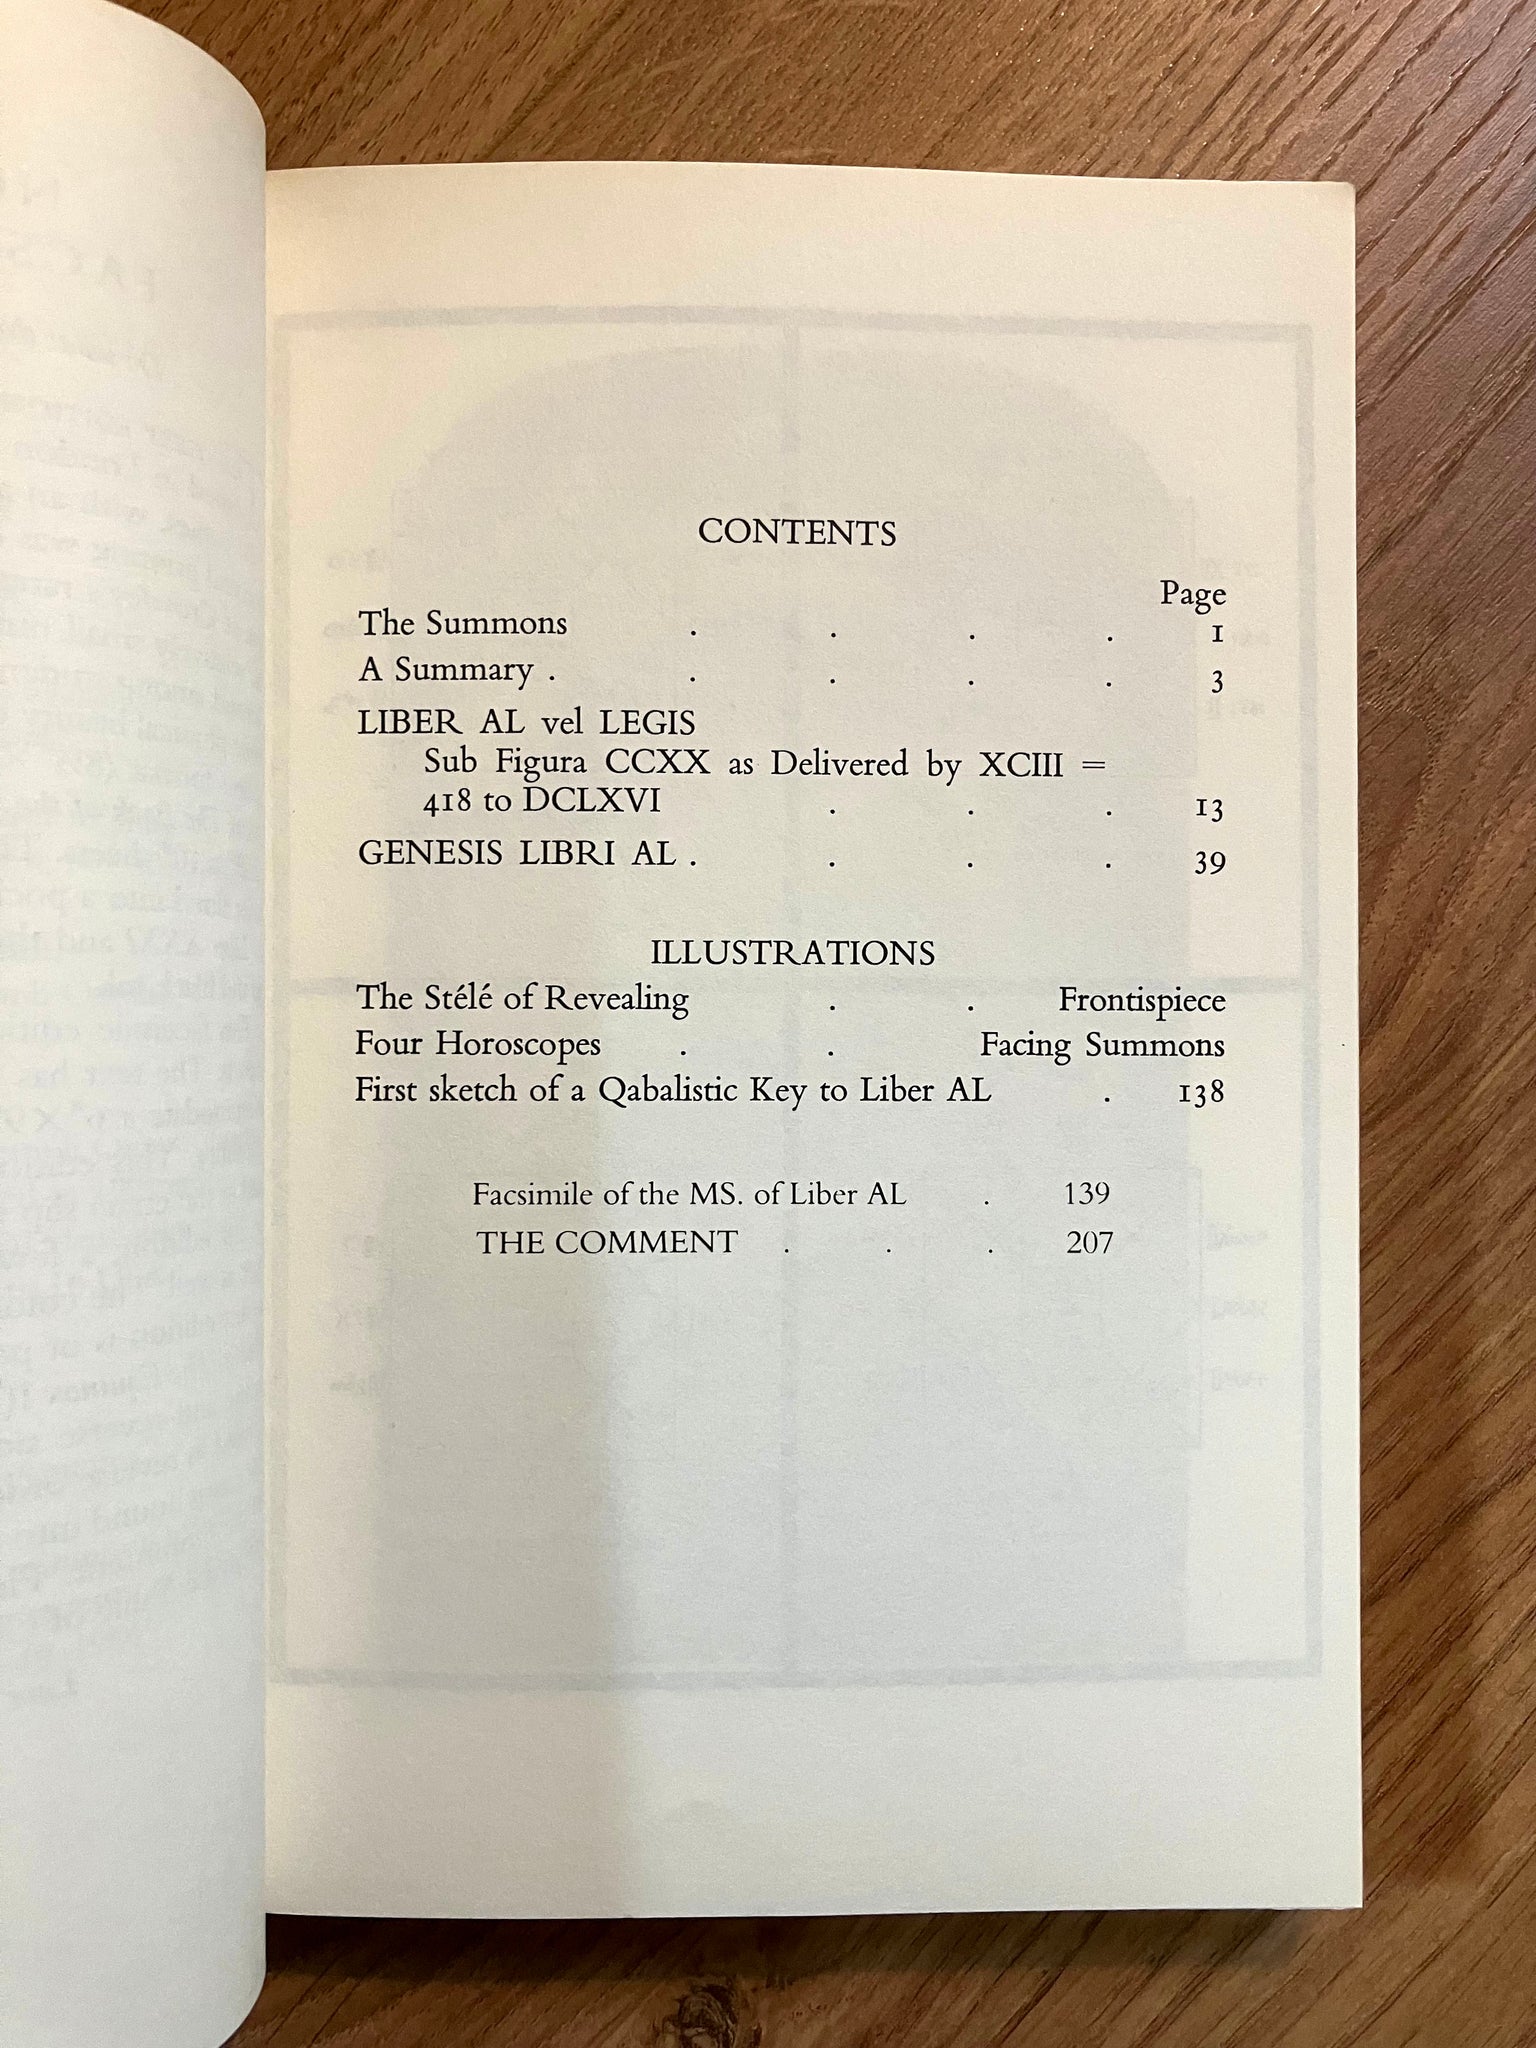 CONTENTS
Page
The Summons . . . . 1
A Summary . . . . . 3
LIBER AL vel LEGIS
Sub Figura CCXX as Delivered by XCIII =
418 to DCLXVI . . . 13
GENESIS LIBRI AL . . . . 39
ILLUSTRATIONS
The Stélé of Revealing . . Frontispiece
Four Horoscopes . . Facing Summons
First sketch of a Qabalistic Key to Liber AL . 138
Facsimile of the MS. of Liber AL . 139
THE COMMENT . . . 207